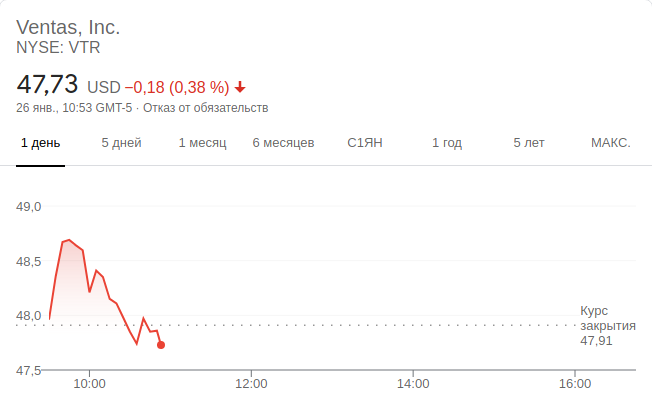 Ventas, Inc.
NYSE: VTR
47,73 USD −0,18 (0,38 %)
26 янв., 10:53 GMT-5 · Отказ от обязательств
1 день 5 дней 1 месяц 6 месяцев С1ЯН 1 год 5 лет МАКС.
49,0
48,5
48,0
47,5
Курс
закрытия
47,91
10:00 12:00 14:00 16:00